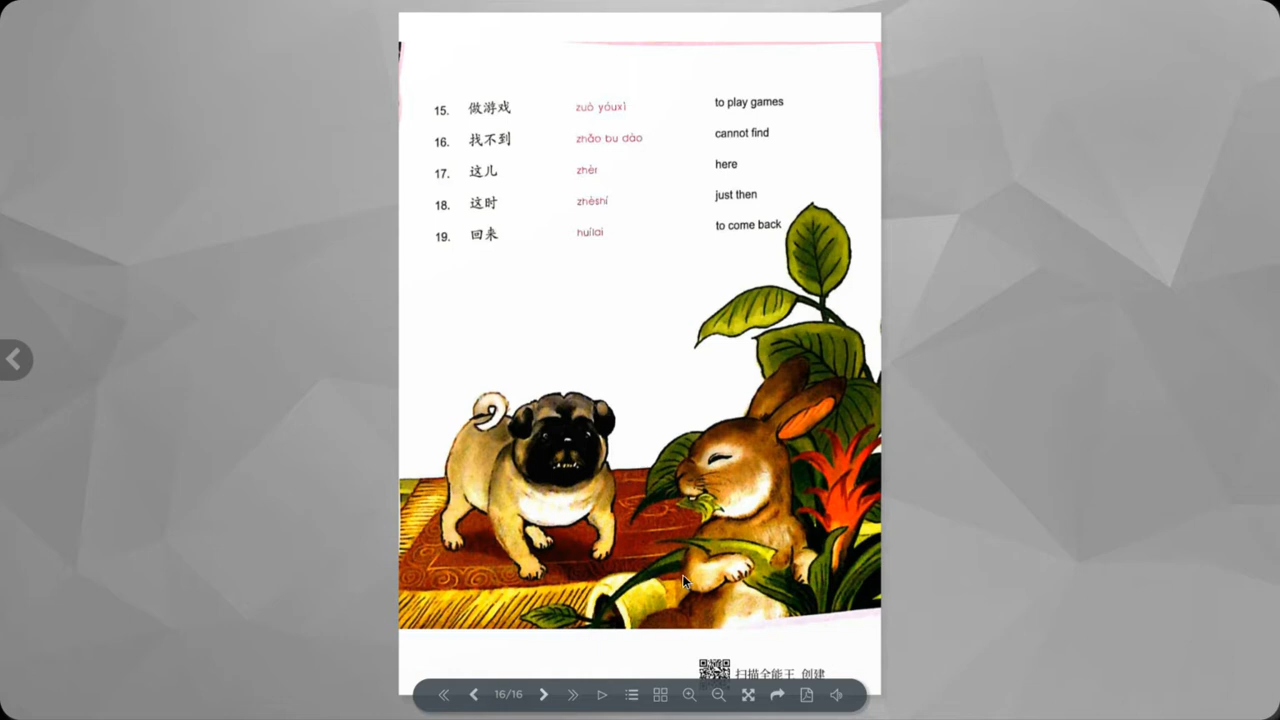 15. 做游戏 zuò yóuxì to play games
16. 找不到 zhǎo bu dào cannot find
17. 这儿 zhèr here
18. 这时 zhèshí just then
19. 回来 huílai to come back
扫描全能王 创建
16/16